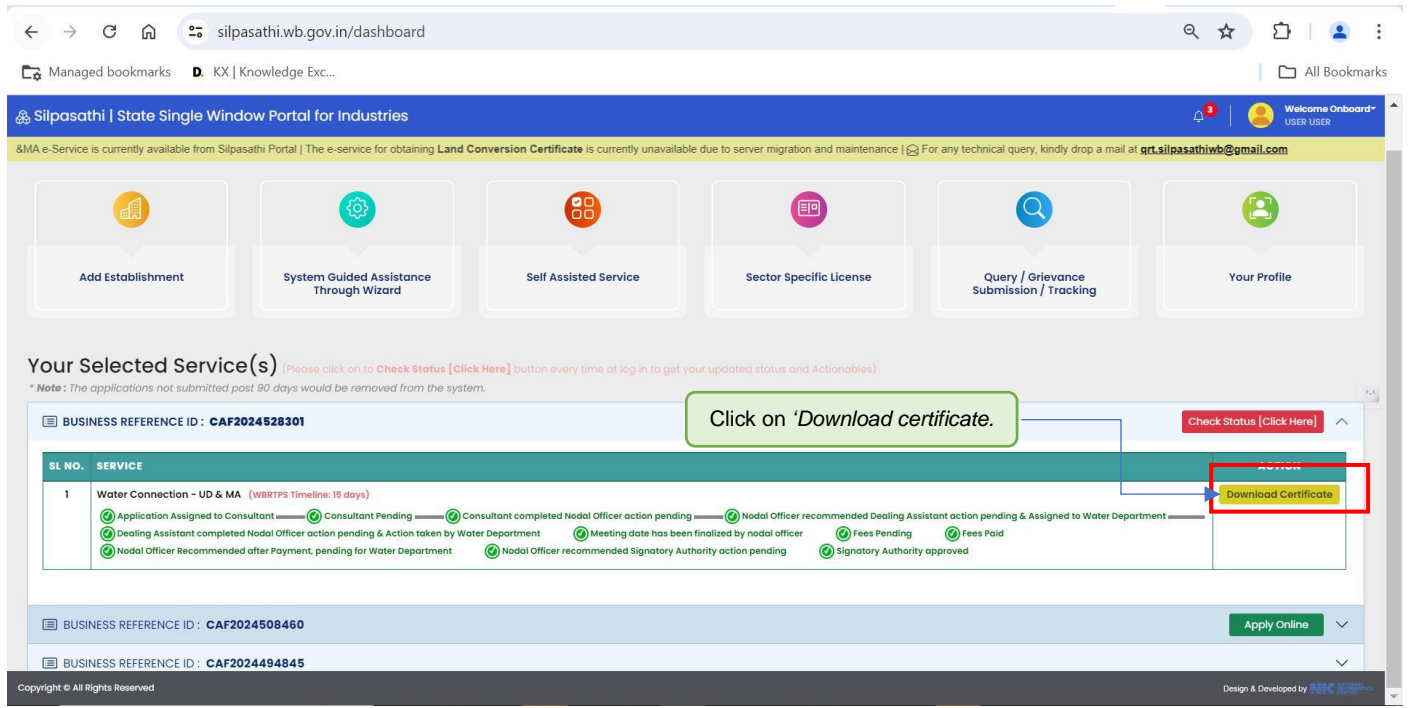 silpasathi.wb.gov.in/dashboard
Managed bookmarks D. KX | Knowledge Exc... All Bookmarks
Silpasathi | State Single Window Portal for Industries 3 Welcome Onboard
USER USER
&MA e-Service is currently available from Silpasathi Portal | The e-service for obtaining Land Conversion Certificate is currently unavailable due to server migration and maintenance | For any technical query, kindly drop a mail at qrt.silpasathiwb@gmail.com
Add Establishment System Guided Assistance Self Assisted Service Sector Specific License Query / Grievance Your Profile
Through Wizard Submission / Tracking
Your Selected Service(s) (Please click on to Check Status [Click Here] button every time at log in to get your updated status and Actionables)
* Note : The applications not submitted post 90 days would be removed from the system.
BUSINESS REFERENCE ID : CAF2024528301 Click on ‘Download certificate. Check Status [Click Here]
SL NO. SERVICE ACTION
1 Water Connection - UD & MA (WBRTPS Timeline: 15 days) Download Certificate
Application Assigned to Consultant Consultant Pending Consultant completed Nodal Officer action pending Nodal Officer recommended Dealing Assistant action pending & Assigned to Water Department
Dealing Assistant completed Nodal Officer action pending & Action taken by Water Department Meeting date has been finalized by nodal officer Fees Pending Fees Paid
Nodal Officer Recommended after Payment, pending for Water Department Nodal Officer recommended Signatory Authority action pending Signatory Authority approved
BUSINESS REFERENCE ID : CAF2024508460 Apply Online
BUSINESS REFERENCE ID : CAF2024494845
Copyright © All Rights Reserved Design & Developed by NIC